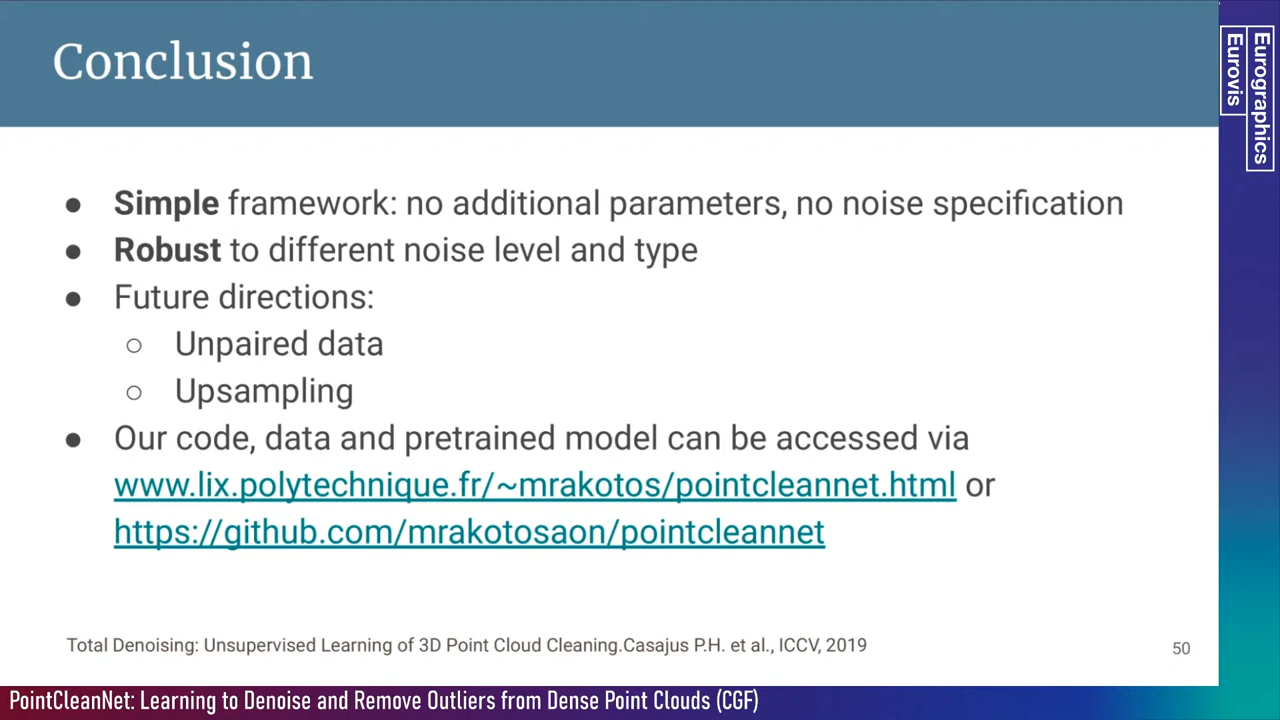 Conclusion
Eurographics
Eurovis
● Simple framework: no additional parameters, no noise specification
● Robust to different noise level and type
● Future directions:
○ Unpaired data
○ Upsampling
● Our code, data and pretrained model can be accessed via
www.lix.polytechnique.fr/~mrakotos/pointcleannet.html or
https://github.com/mrakotosaon/pointcleannet
Total Denoising: Unsupervised Learning of 3D Point Cloud Cleaning.Casajus P.H. et al., ICCV, 2019
50
PointCleanNet: Learning to Denoise and Remove Outliers from Dense Point Clouds (CGF)